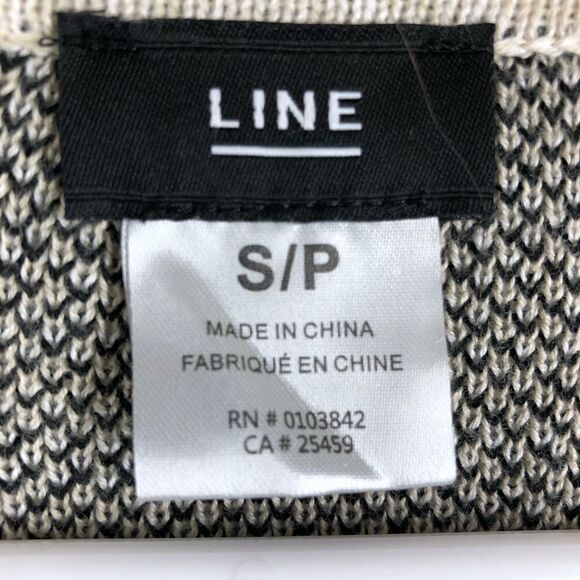 LINE
S/P
MADE IN CHINA
FABRIQUÉ EN CHINE
RN # 0103842
CA # 25459